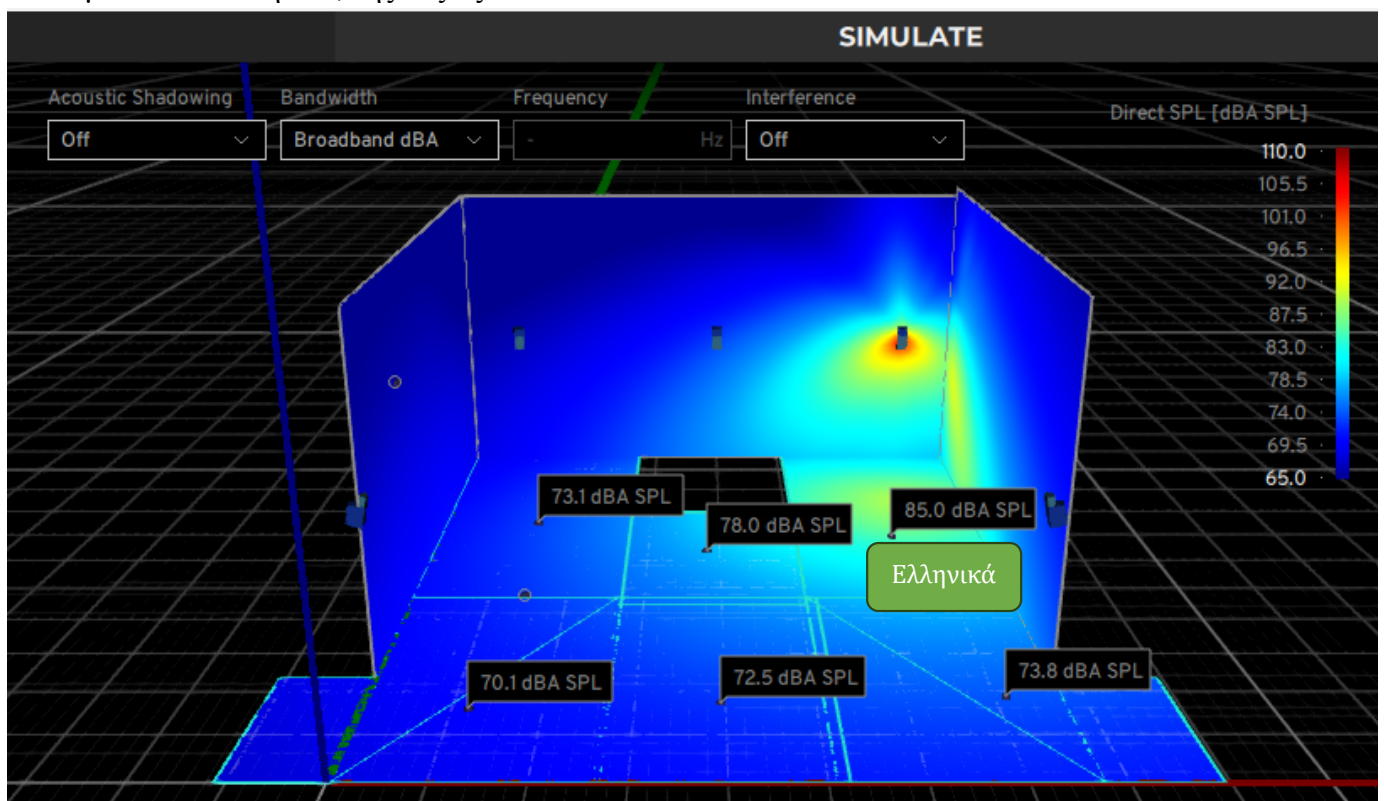 SIMULATE
Acoustic Shadowing Bandwidth Frequency Interference
Off Broadband dBA - Hz Off
Direct SPL [dBA SPL]
110.0
105.5
101.0
96.5
92.0
87.5
83.0
78.5
74.0
69.5
65.0
73.1 dBA SPL
78.0 dBA SPL
85.0 dBA SPL
Ελληνικά
70.1 dBA SPL
72.5 dBA SPL
73.8 dBA SPL